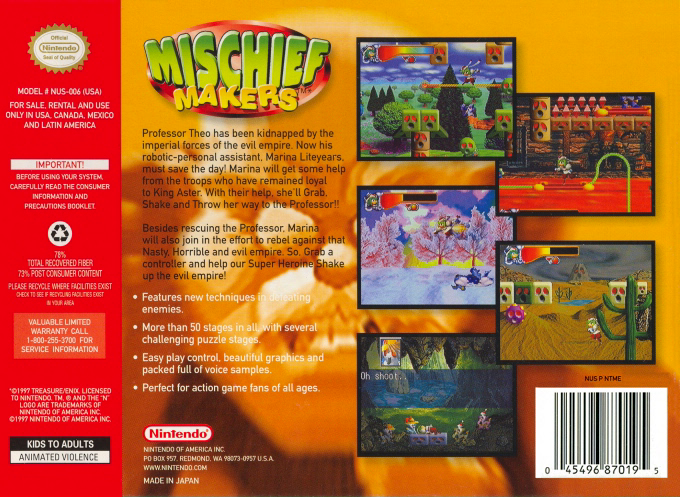 Official
Nintendo
Seal of Quality
MODEL # NUS-006 (USA)
FOR SALE, RENTAL AND USE
ONLY IN USA, CANADA, MEXICO
AND LATIN AMERICA
IMPORTANT!
BEFORE USING YOUR SYSTEM,
CAREFULLY READ THE CONSUMER
INFORMATION AND
PRECAUTIONS BOOKLET.
78%
TOTAL RECOVERED FIBER
73% POST CONSUMER CONTENT
PLEASE RECYCLE WHERE FACILITIES EXIST
CHECK TO SEE IF RECYCLING FACILITIES EXIST
IN YOUR AREA
VALUABLE LIMITED
WARRANTY CALL
1-800-255-3700 FOR
SERVICE INFORMATION
©1997 TREASURE/ENIX. LICENSED
TO NINTENDO. TM, ® AND THE "N"
LOGO ARE TRADEMARKS OF
NINTENDO OF AMERICA INC.
©1997 NINTENDO OF AMERICA INC.
KIDS TO ADULTS
ANIMATED VIOLENCE
MISCHIEF
MAKERS™
Professor Theo has been kidnapped by the
imperial forces of the evil empire. Now his
robotic-personal assistant, Marina Liteyears,
must save the day! Marina will get some help
from the troops who have remained loyal
to King Aster. With their help, she'll Grab,
Shake and Throw her way to the Professor!!
Besides rescuing the Professor, Marina
will also join in the effort to rebel against that
Nasty, Horrible and evil empire. So, Grab a
controller and help our Super Heroine Shake
up the evil empire!
• Features new techniques in defeating
enemies.
• More than 50 stages in all, with several
challenging puzzle stages.
• Easy play control, beautiful graphics and
packed full of voice samples.
• Perfect for action game fans of all ages.
Nintendo®
NINTENDO OF AMERICA INC.
PO BOX 957, REDMOND, WA 98073-0957 U.S.A.
WWW.NINTENDO.COM
MADE IN JAPAN
Oh shoot..
NUS P NTME
0 45496 87019 5